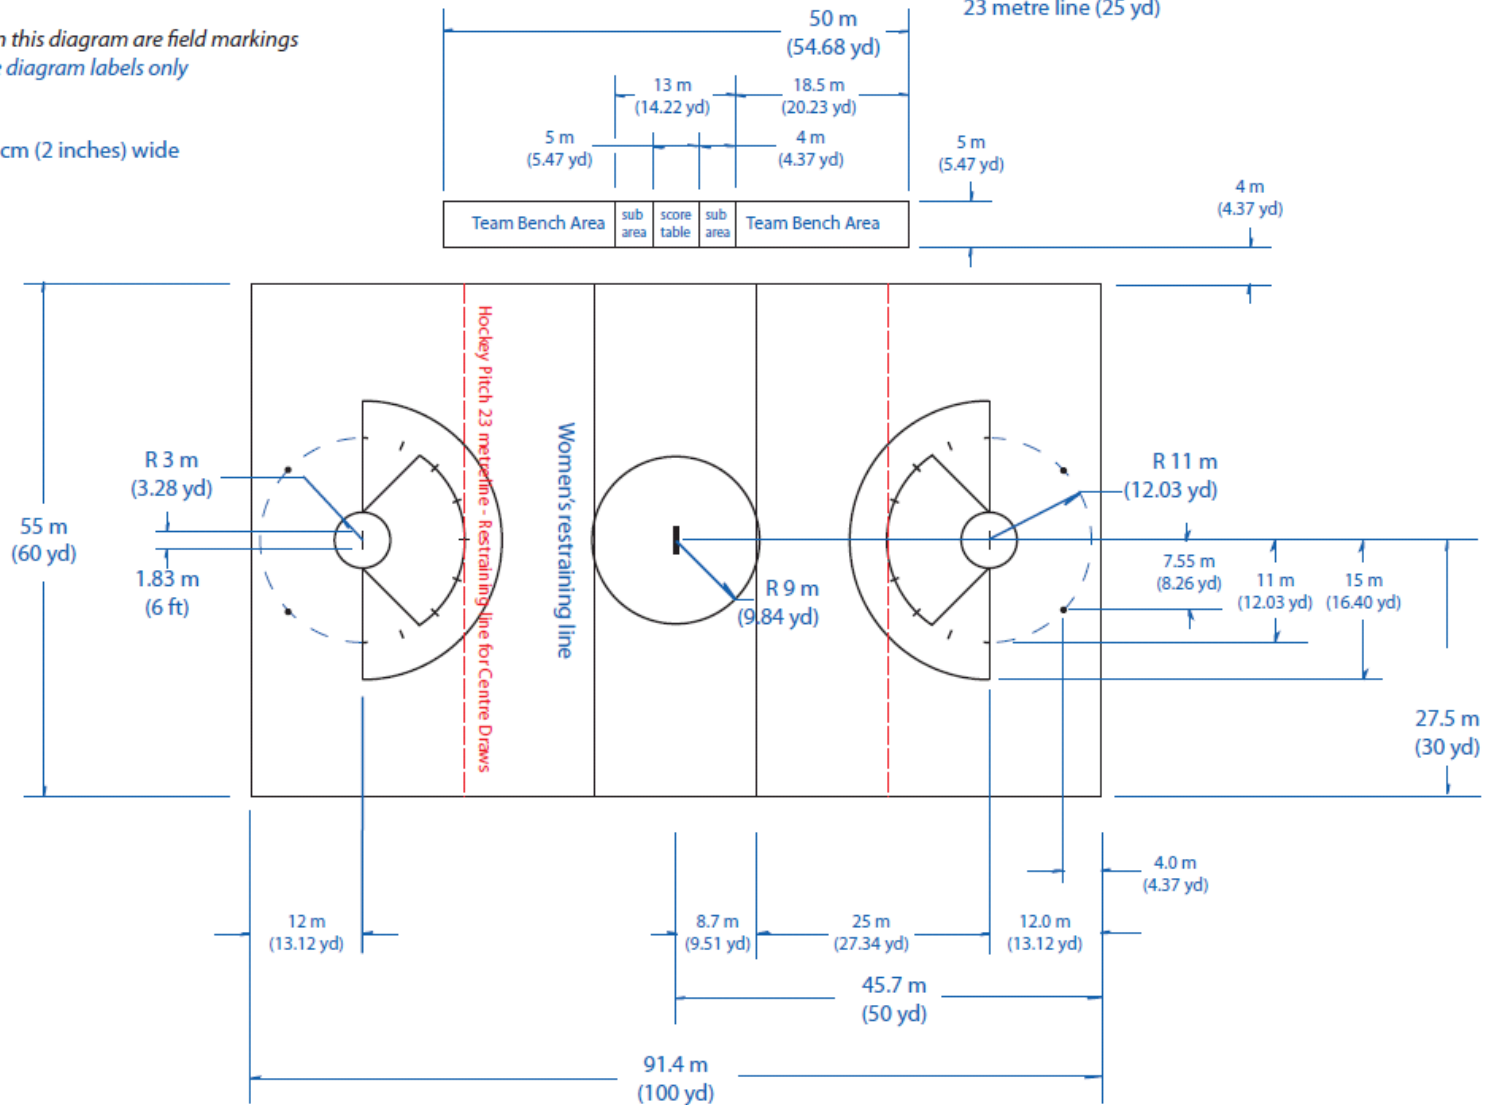 23 metre line (25 yd)
n this diagram are field markings
e diagram labels only
cm (2 inches) wide
50 m
(54.68 yd)
13 m
(14.22 yd)
18.5 m
(20.23 yd)
5 m
(5.47 yd)
4 m
(4.37 yd)
5 m
(5.47 yd)
4 m
(4.37 yd)
Team Bench Area
sub
area
score
table
sub
area
Team Bench Area
Hockey Pitch 23 metre line - Restraining line for Centre Draws
Women's restraining line
R 3 m
(3.28 yd)
55 m
(60 yd)
1.83 m
(6 ft)
R 9 m
(9.84 yd)
R 11 m
(12.03 yd)
7.55 m
(8.26 yd)
11 m
(12.03 yd)
15 m
(16.40 yd)
27.5 m
(30 yd)
4.0 m
(4.37 yd)
12 m
(13.12 yd)
8.7 m
(9.51 yd)
25 m
(27.34 yd)
12.0 m
(13.12 yd)
45.7 m
(50 yd)
91.4 m
(100 yd)